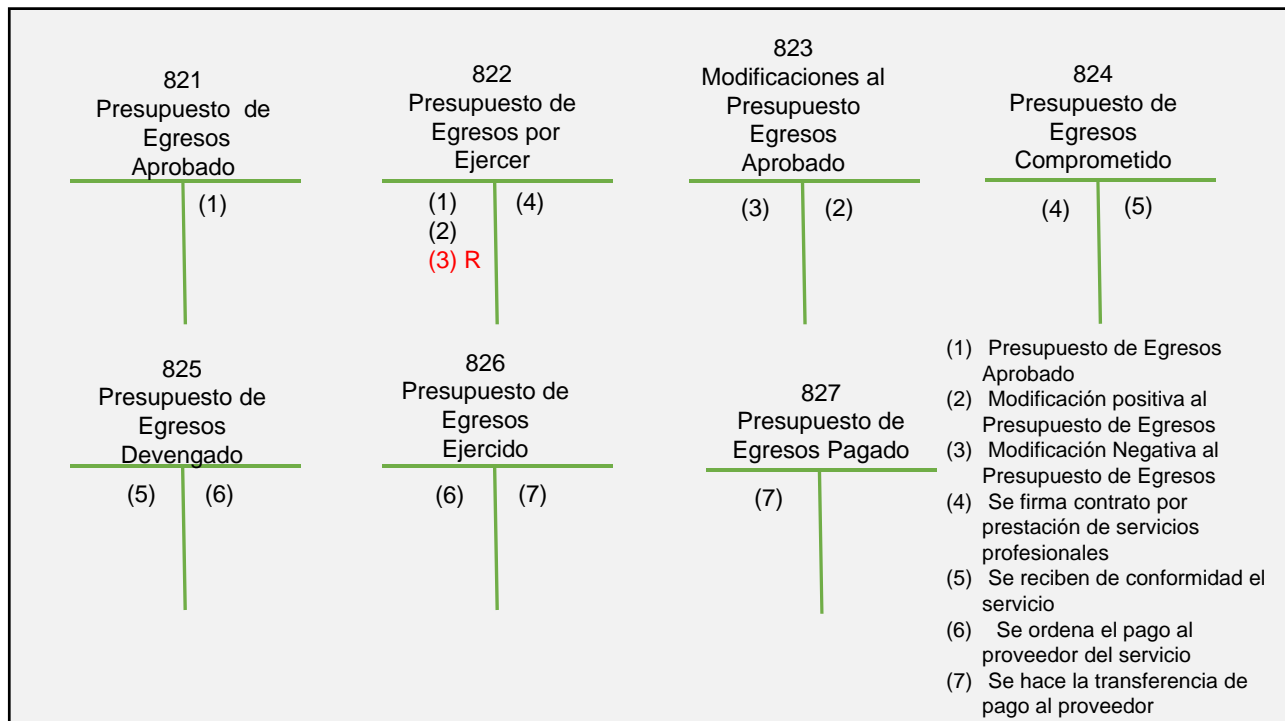 821
Presupuesto de
Egresos
Aprobado
(1)
822
Presupuesto de
Egresos por
Ejercer
(1) (4)
(2)
(3) R
823
Modificaciones al
Presupuesto
Egresos
Aprobado
(3) (2)
824
Presupuesto de
Egresos
Comprometido
(4) (5)
825
Presupuesto de
Egresos
Devengado
(5) (6)
826
Presupuesto de
Egresos
Ejercido
(6) (7)
827
Presupuesto de
Egresos Pagado
(7)
(1) Presupuesto de Egresos
Aprobado
(2) Modificación positiva al
Presupuesto de Egresos
(3) Modificación Negativa al
Presupuesto de Egresos
(4) Se firma contrato por
prestación de servicios
profesionales
(5) Se reciben de conformidad el
servicio
(6) Se ordena el pago al
proveedor del servicio
(7) Se hace la transferencia de
pago al proveedor